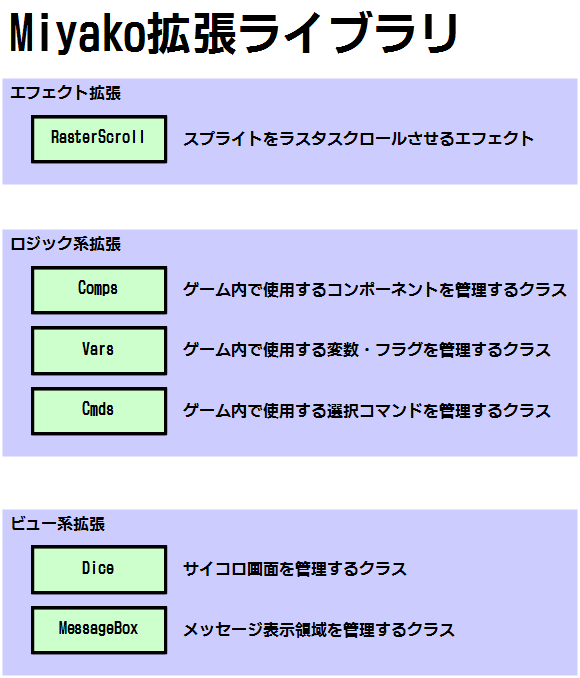 Miyako拡張ライブラリ
エフェクト拡張
RasterScroll スプライトをラスタスクロールさせるエフェクト
ロジック系拡張
Comps ゲーム内で使用するコンポーネントを管理するクラス
Vars ゲーム内で使用する変数・フラグを管理するクラス
Cmds ゲーム内で使用する選択コマンドを管理するクラス
ビュー系拡張
Dice サイコロ画面を管理するクラス
MessageBox メッセージ表示領域を管理するクラス